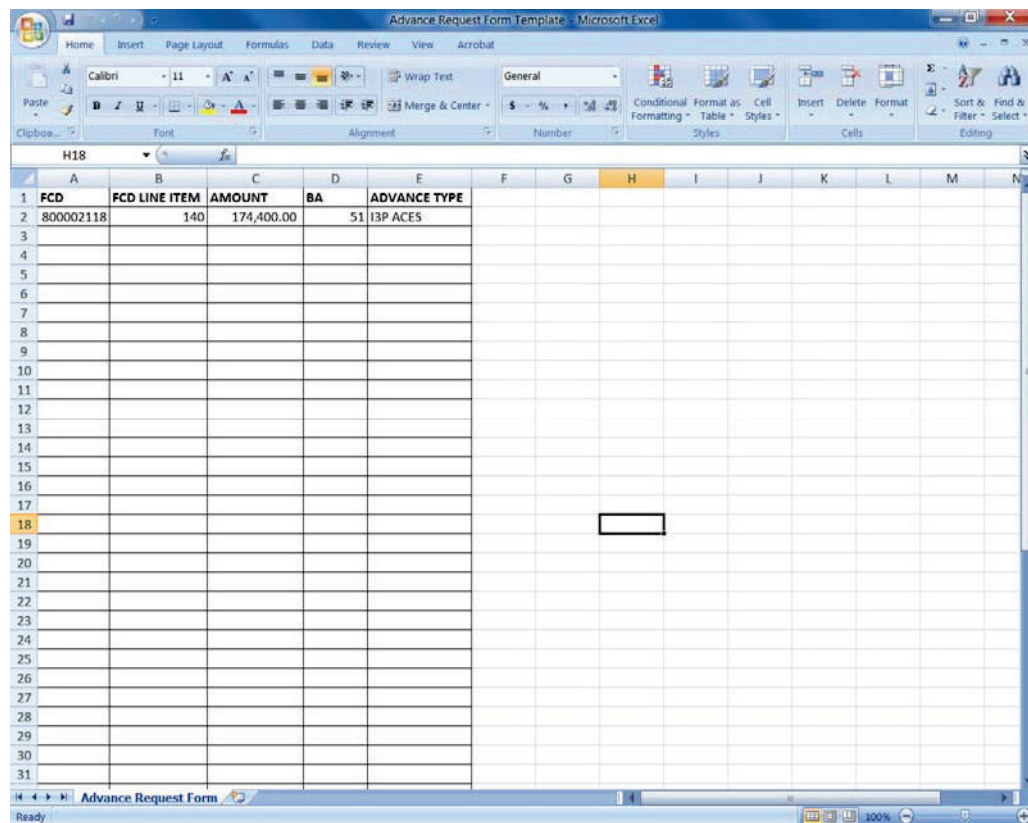 Advance Request Form Template - Microsoft Excel
Home Insert Page Layout Formulas Data Review View Acrobat
Calibri 11 A A Wrap Text General Σ
Paste B I U A Merge & Center $ % , Conditional Formatting Format as Table Cell Styles Insert Delete Format Sort & Filter Find & Select
Font Alignment Number Styles Cells Editing
H18 fx
A B C D E F G H I J K L M N
1 FCD FCD LINE ITEM AMOUNT BA ADVANCE TYPE
2 800002118 140 174,400.00 51 I3P ACES
3
4
5
6
7
8
9
10
11
12
13
14
15
16
17
18
19
20
21
22
23
24
25
26
27
28
29
30
31
Advance Request Form
Ready 100%